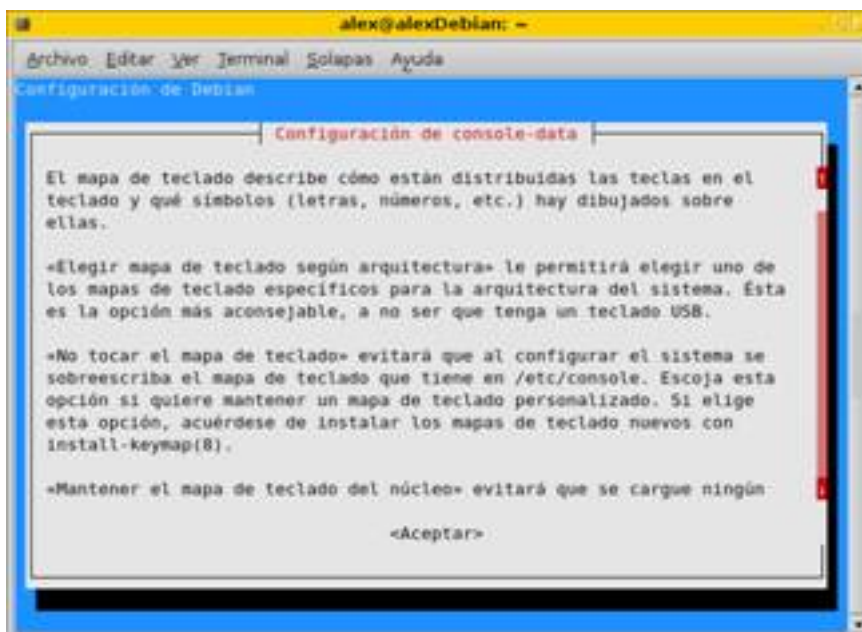 alex@alexDebian: ~
Archivo Editar Ver Terminal Solapas Ayuda
Configuración de Debian
Configuración de console-data
El mapa de teclado describe cómo están distribuidas las teclas en el
teclado y qué símbolos (letras, números, etc.) hay dibujados sobre
ellas.
«Elegir mapa de teclado según arquitectura» le permitirá elegir uno de
los mapas de teclado específicos para la arquitectura del sistema. Ésta
es la opción más aconsejable, a no ser que tenga un teclado USB.
«No tocar el mapa de teclado» evitará que al configurar el sistema se
sobreescriba el mapa de teclado que tiene en /etc/console. Escoja esta
opción si quiere mantener un mapa de teclado personalizado. Si elige
esta opción, acuérdese de instalar los mapas de teclado nuevos con
install-keymap(8).
«Mantener el mapa de teclado del núcleo» evitará que se cargue ningún
<Aceptar>